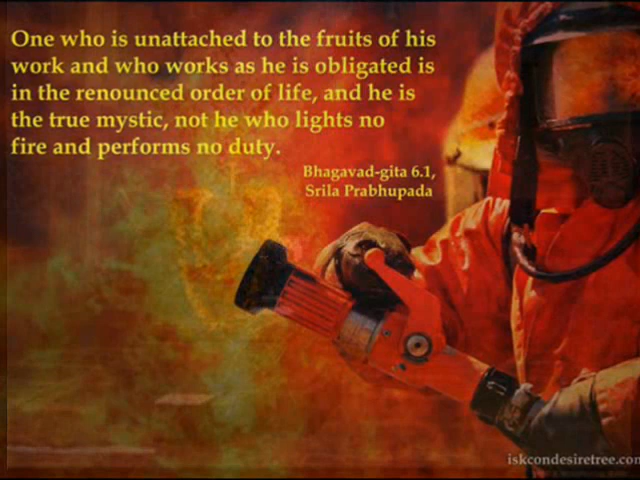 One who is unattached to the fruits of his
work and who works as he is obligated is
in the renounced order of life, and he is
the true mystic, not he who lights no
fire and performs no duty.
Bhagavad-gita 6.1,
Srila Prabhupada
iskcondesiretree.com